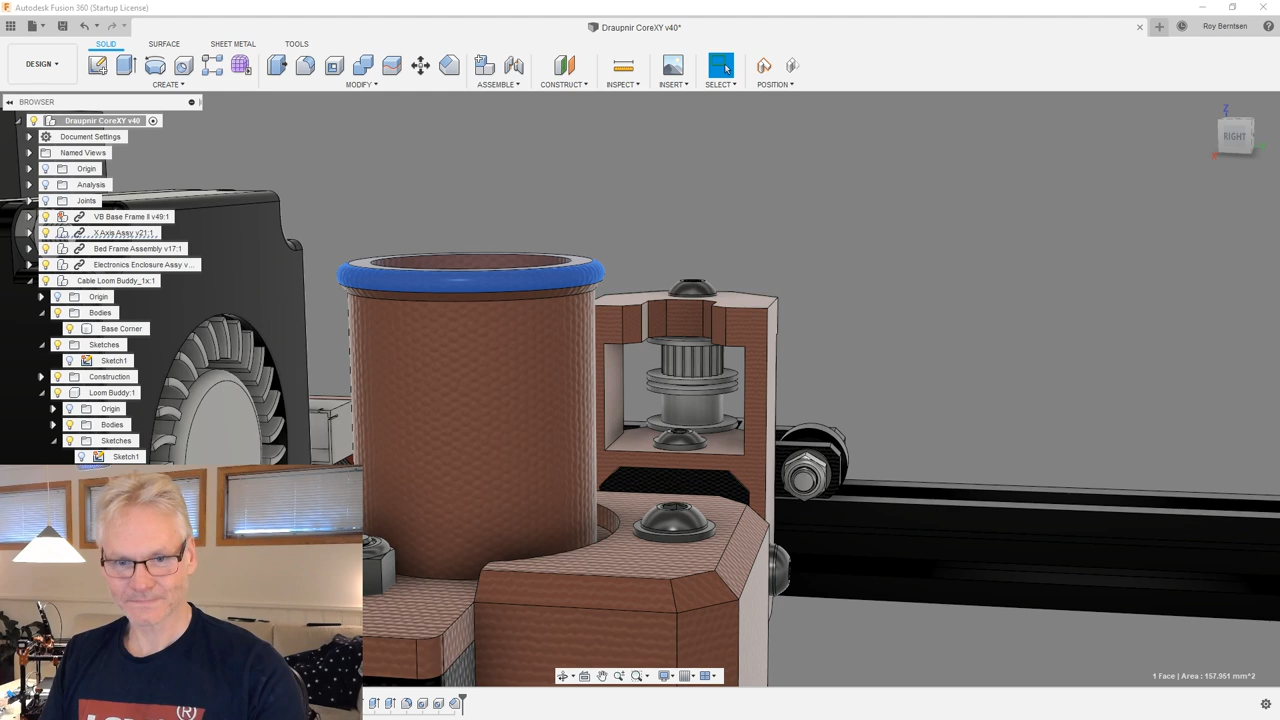 Autodesk Fusion 360 (Startup License)
Draupnir CoreXY v40*
Roy Berntsen
SOLID
SURFACE
SHEET METAL
TOOLS
DESIGN
CREATE
MODIFY
ASSEMBLE
CONSTRUCT
INSPECT
INSERT
SELECT
POSITION
BROWSER
Draupnir CoreXY v40
Document Settings
Named Views
Origin
Analysis
Joints
VB Base Frame II v49:1
X Axis Assy v21:1
Bed Frame Assembly v17:1
Electronics Enclosure Assy v...
Cable Loom Buddy_1x:1
Origin
Bodies
Base Corner
Sketches
Sketch1
Construction
Loom Buddy:1
Origin
Bodies
Sketches
Sketch1
Z
RIGHT
X
1 Face | Area : 157.951 mm^2